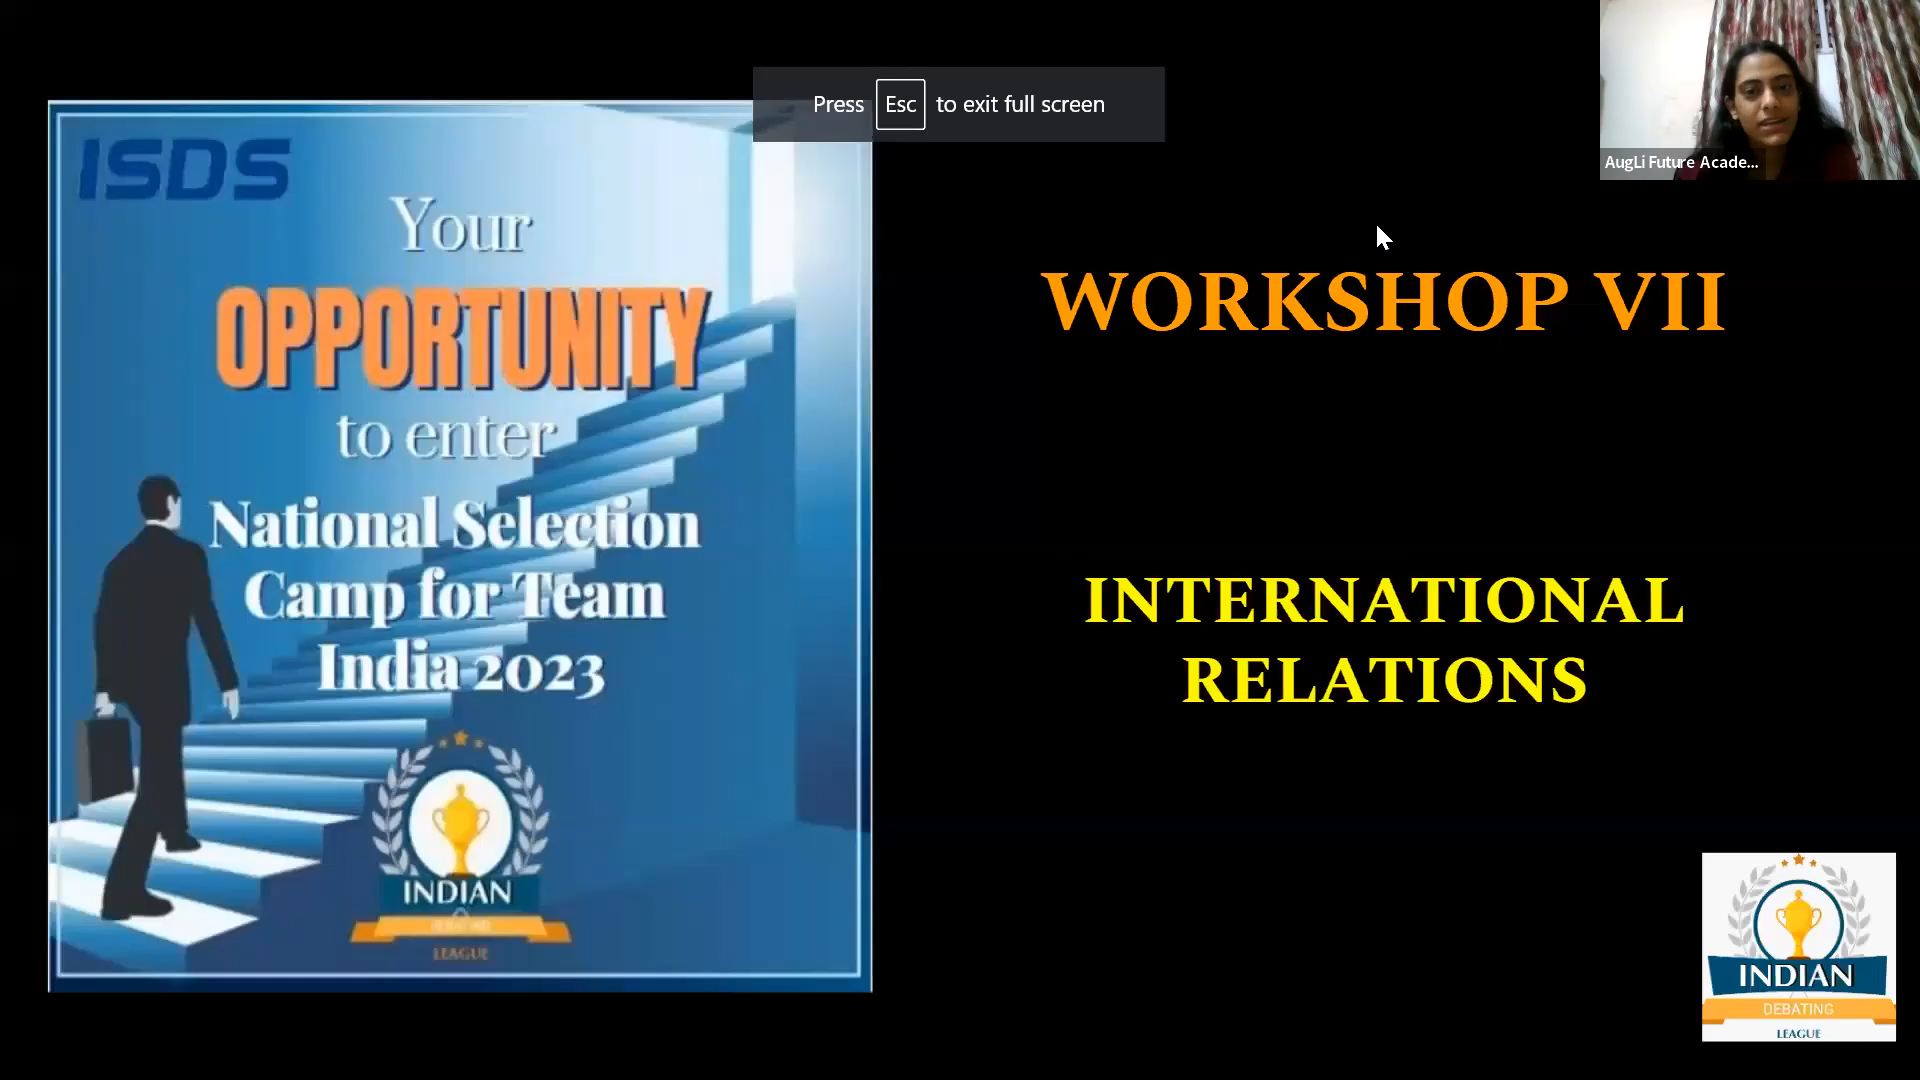 Press Esc to exit full screen
AugLi Future Acade...
ISDS
Your
OPPORTUNITY
to enter
National Selection
Camp for Team
India 2023
INDIAN
LEAGUE
WORKSHOP VII
INTERNATIONAL
RELATIONS
INDIAN
DEBATING
LEAGUE